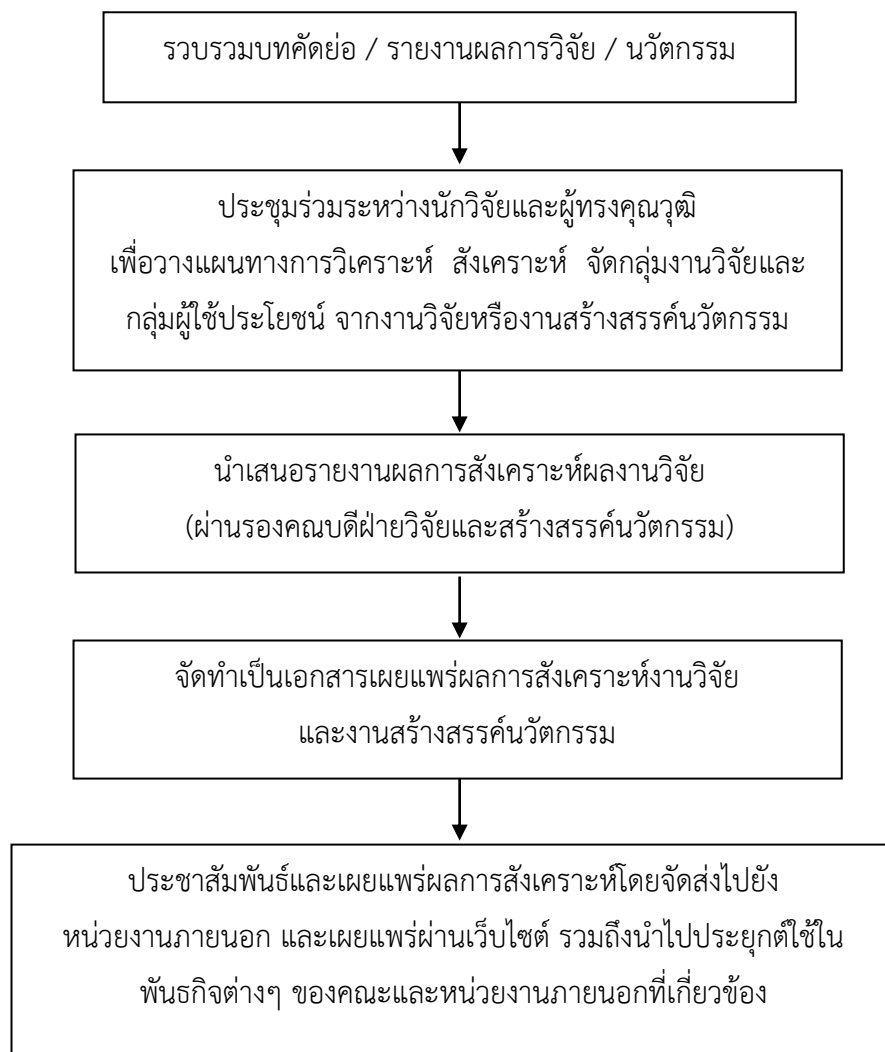 รวบรวมบทคัดย่อ / รายงานผลการวิจัย / นวัตกรรม
ประชุมร่วมระหว่างนักวิจัยและผู้ทรงคุณวุฒิ
เพื่อวางแผนทางการวิเคราะห์ สังเคราะห์ จัดกลุ่มงานวิจัยและ
กลุ่มผู้ใช้ประโยชน์ จากงานวิจัยหรืองานสร้างสรรค์นวัตกรรม
นำเสนอรายงานผลการสังเคราะห์ผลงานวิจัย
(ผ่านรองคณบดีฝ่ายวิจัยและสร้างสรรค์นวัตกรรม)
จัดทำเป็นเอกสารเผยแพร่ผลการสังเคราะห์งานวิจัย
และงานสร้างสรรค์นวัตกรรม
ประชาสัมพันธ์และเผยแพร่ผลการสังเคราะห์โดยจัดส่งไปยัง
หน่วยงานภายนอก และเผยแพร่ผ่านเว็บไซต์ รวมถึงนำไปประยุกต์ใช้ใน
พันธกิจต่างๆ ของคณะและหน่วยงานภายนอกที่เกี่ยวข้อง